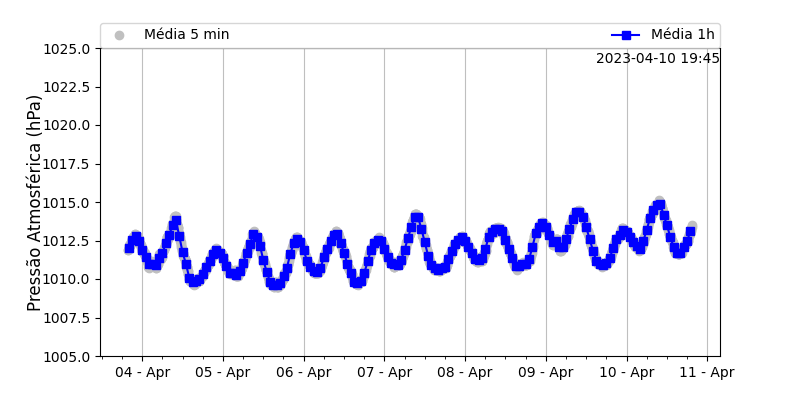 Média 5 min
Média 1h
2023-04-10 19:45
Pressão Atmosférica (hPa)
1025.0
1022.5
1020.0
1017.5
1015.0
1012.5
1010.0
1007.5
1005.0
04 - Apr
05 - Apr
06 - Apr
07 - Apr
08 - Apr
09 - Apr
10 - Apr
11 - Apr